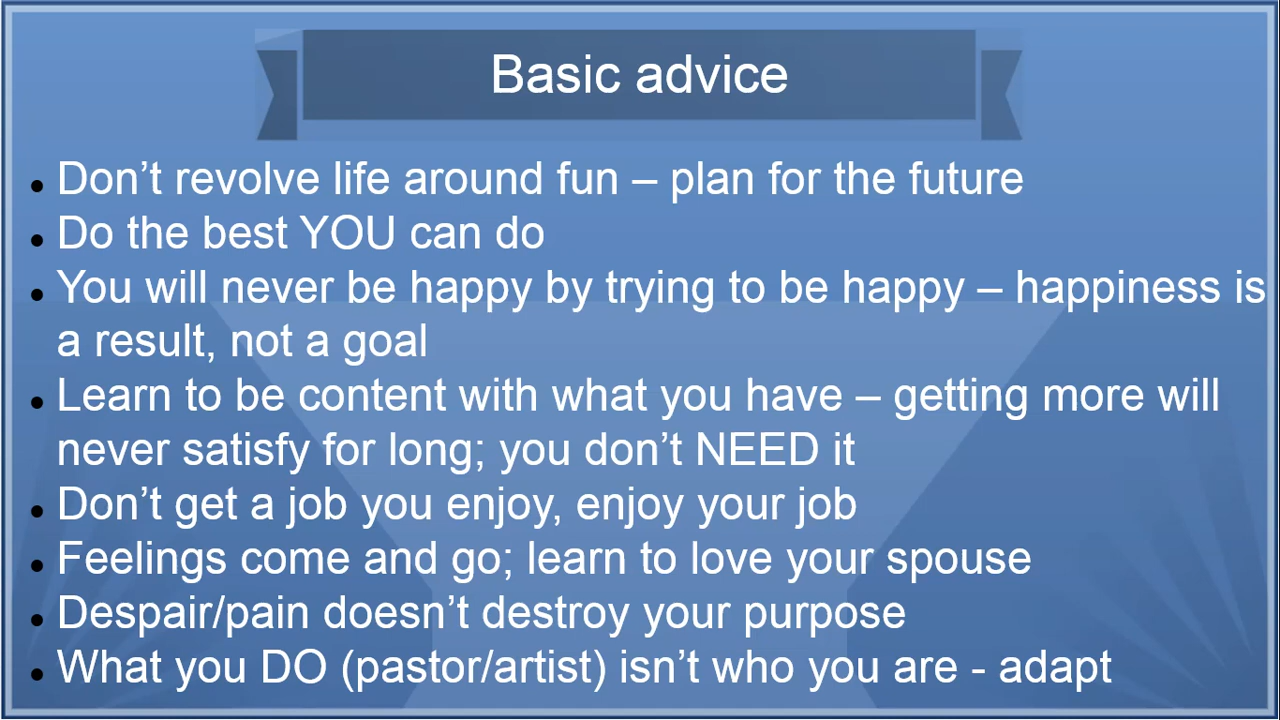 Basic advice
Don’t revolve life around fun – plan for the future
Do the best YOU can do
You will never be happy by trying to be happy – happiness is
a result, not a goal
Learn to be content with what you have – getting more will
never satisfy for long; you don’t NEED it
Don’t get a job you enjoy, enjoy your job
Feelings come and go; learn to love your spouse
Despair/pain doesn’t destroy your purpose
What you DO (pastor/artist) isn’t who you are - adapt